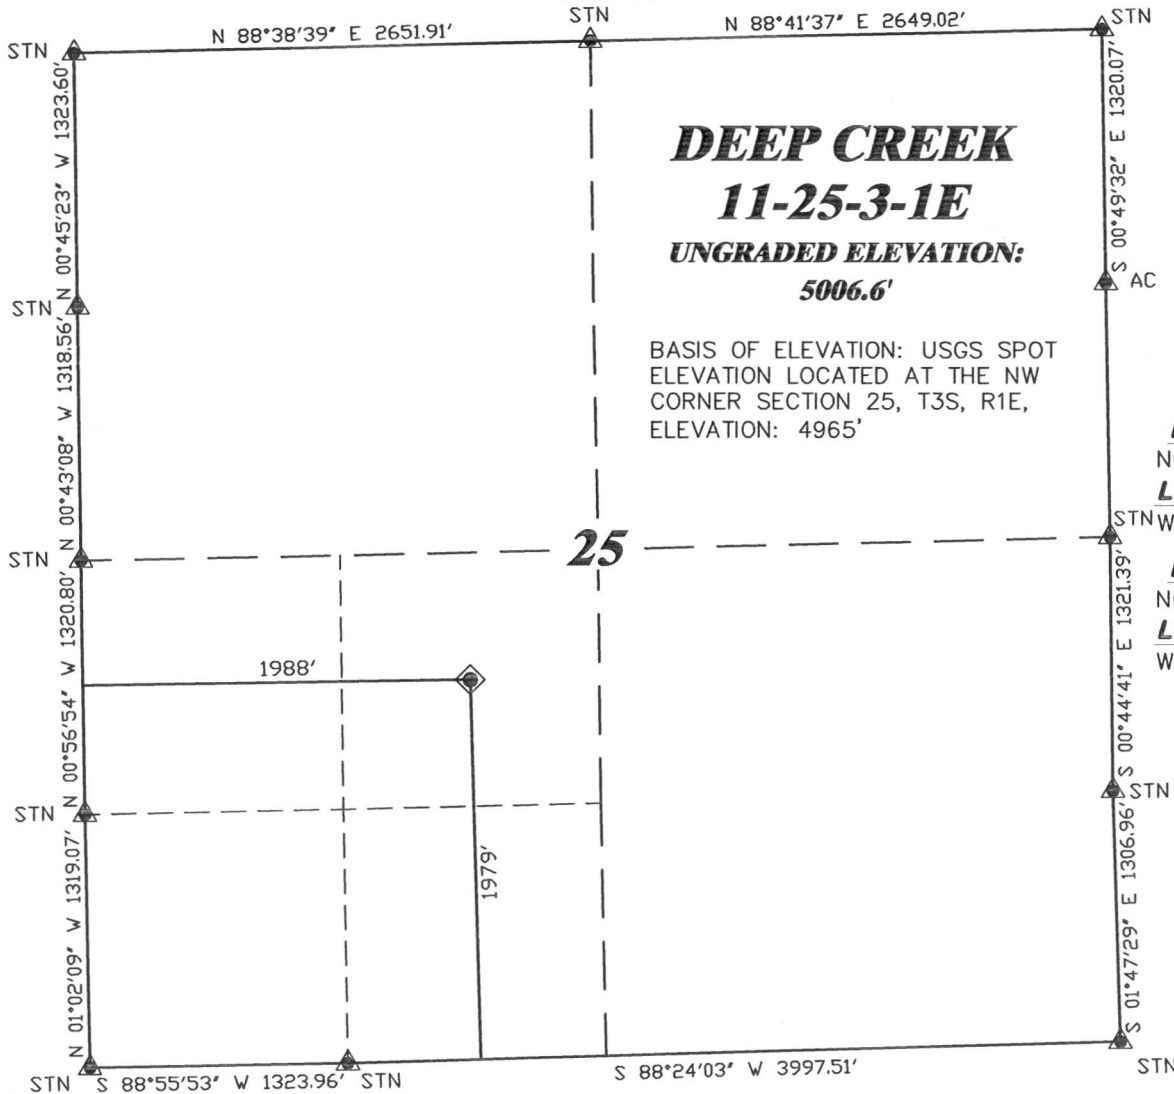 STN
STN
N 88°38'39" E 2651.91'
N 88°41'37" E 2649.02'
STN
N 00°45'23" W 1323.60'
S 00°49'32" E 1320.07'
DEEP CREEK
11-25-3-1E
UNGRADED ELEVATION:
5006.6'
AC
STN
BASIS OF ELEVATION: USGS SPOT
ELEVATION LOCATED AT THE NW
CORNER SECTION 25, T3S, R1E,
ELEVATION: 4965'
N 00°43'08" W 1318.56'
L
STN
W
STN
25
N 00°56'54" W 1320.80'
S 00°44'41" E 1321.39'
L
W
1988'
STN
STN
1979'
N 01°02'09" W 1319.07'
S 01°47'29" E 1306.96'
STN
S 88°55'53" W 1323.96'
STN
S 88°24'03" W 3997.51'
STN